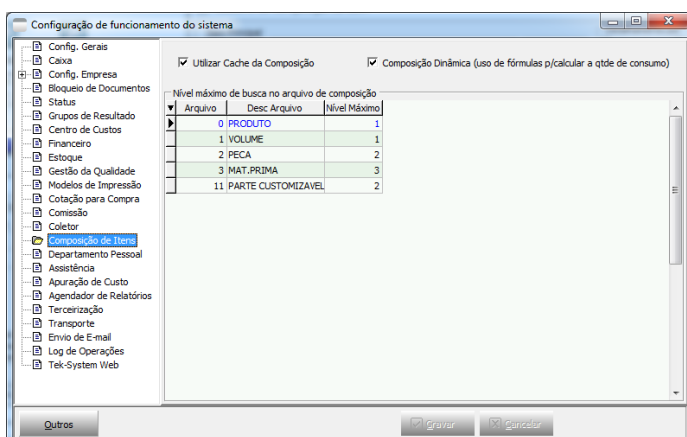 Configuração de funcionamento do sistema
Config. Gerais
Caixa
Config. Empresa
Bloqueio de Documentos
Status
Grupos de Resultado
Centro de Custos
Financeiro
Estoque
Gestão da Qualidade
Modelos de Impressão
Cotação para Compra
Comissão
Coletor
Composição de Itens
Departamento Pessoal
Assistência
Apuração de Custo
Agendador de Relatórios
Terceirização
Transporte
Envio de E-mail
Log de Operações
Tek-System Web
Utilizar Cache da Composição Composição Dinâmica (uso de fórmulas p/calcular a qtde de consumo)
Nível máximo de busca no arquivo de composição
Arquivo Desc Arquivo Nível Máximo
0 PRODUTO 1
1 VOLUME 1
2 PECA 2
3 MAT.PRIMA 3
11 PARTE CUSTOMIZAVEL 2
Outros Gravar Cancelar